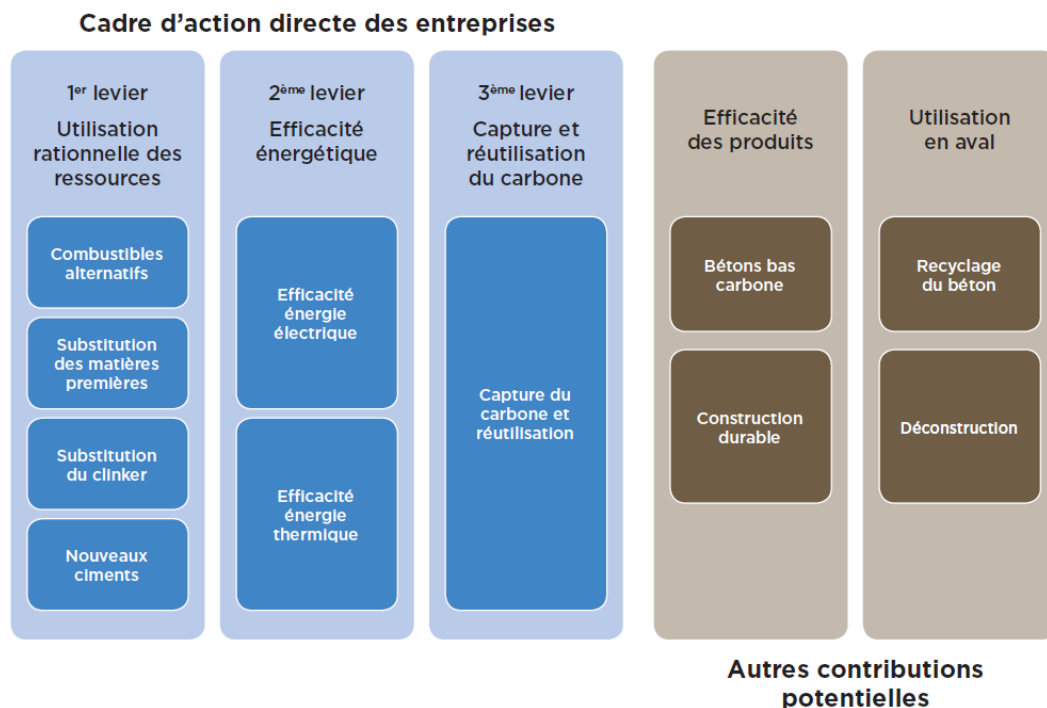 Cadre d’action directe des entreprises
1er levier
Utilisation
rationnelle des
ressources
Combustibles
alternatifs
Substitution
des matières
premières
Substitution
du clinker
Nouveaux
ciments
2ème levier
Efficacité
énergétique
Efficacité
énergie
électrique
Efficacité
énergie
thermique
3ème levier
Capture et
réutilisation
du carbone
Capture du
carbone et
réutilisation
Efficacité
des produits
Bétons bas
carbone
Construction
durable
Utilisation
en aval
Recyclage
du béton
Déconstruction
Autres contributions
potentielles